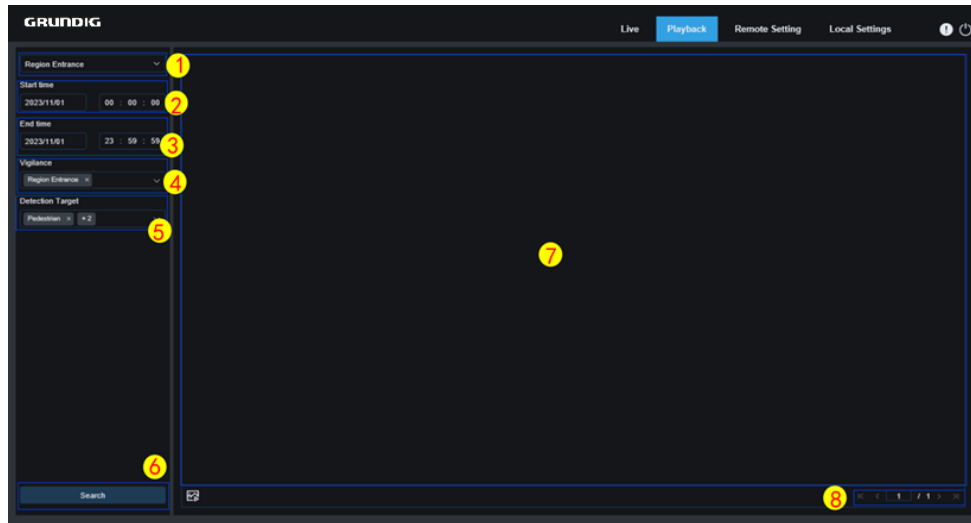 GRUNDIG
Live Playback Remote Setting Local Settings
Region Entrance
1
Start time
2023/11/01 00 : 00 : 00
2
End time
2023/11/01 23 : 59 : 59
3
Vigilance
Region Entrance ×
4
Detection Target
Pedestrian × +2
5
7
6
Search
8
1 / 1